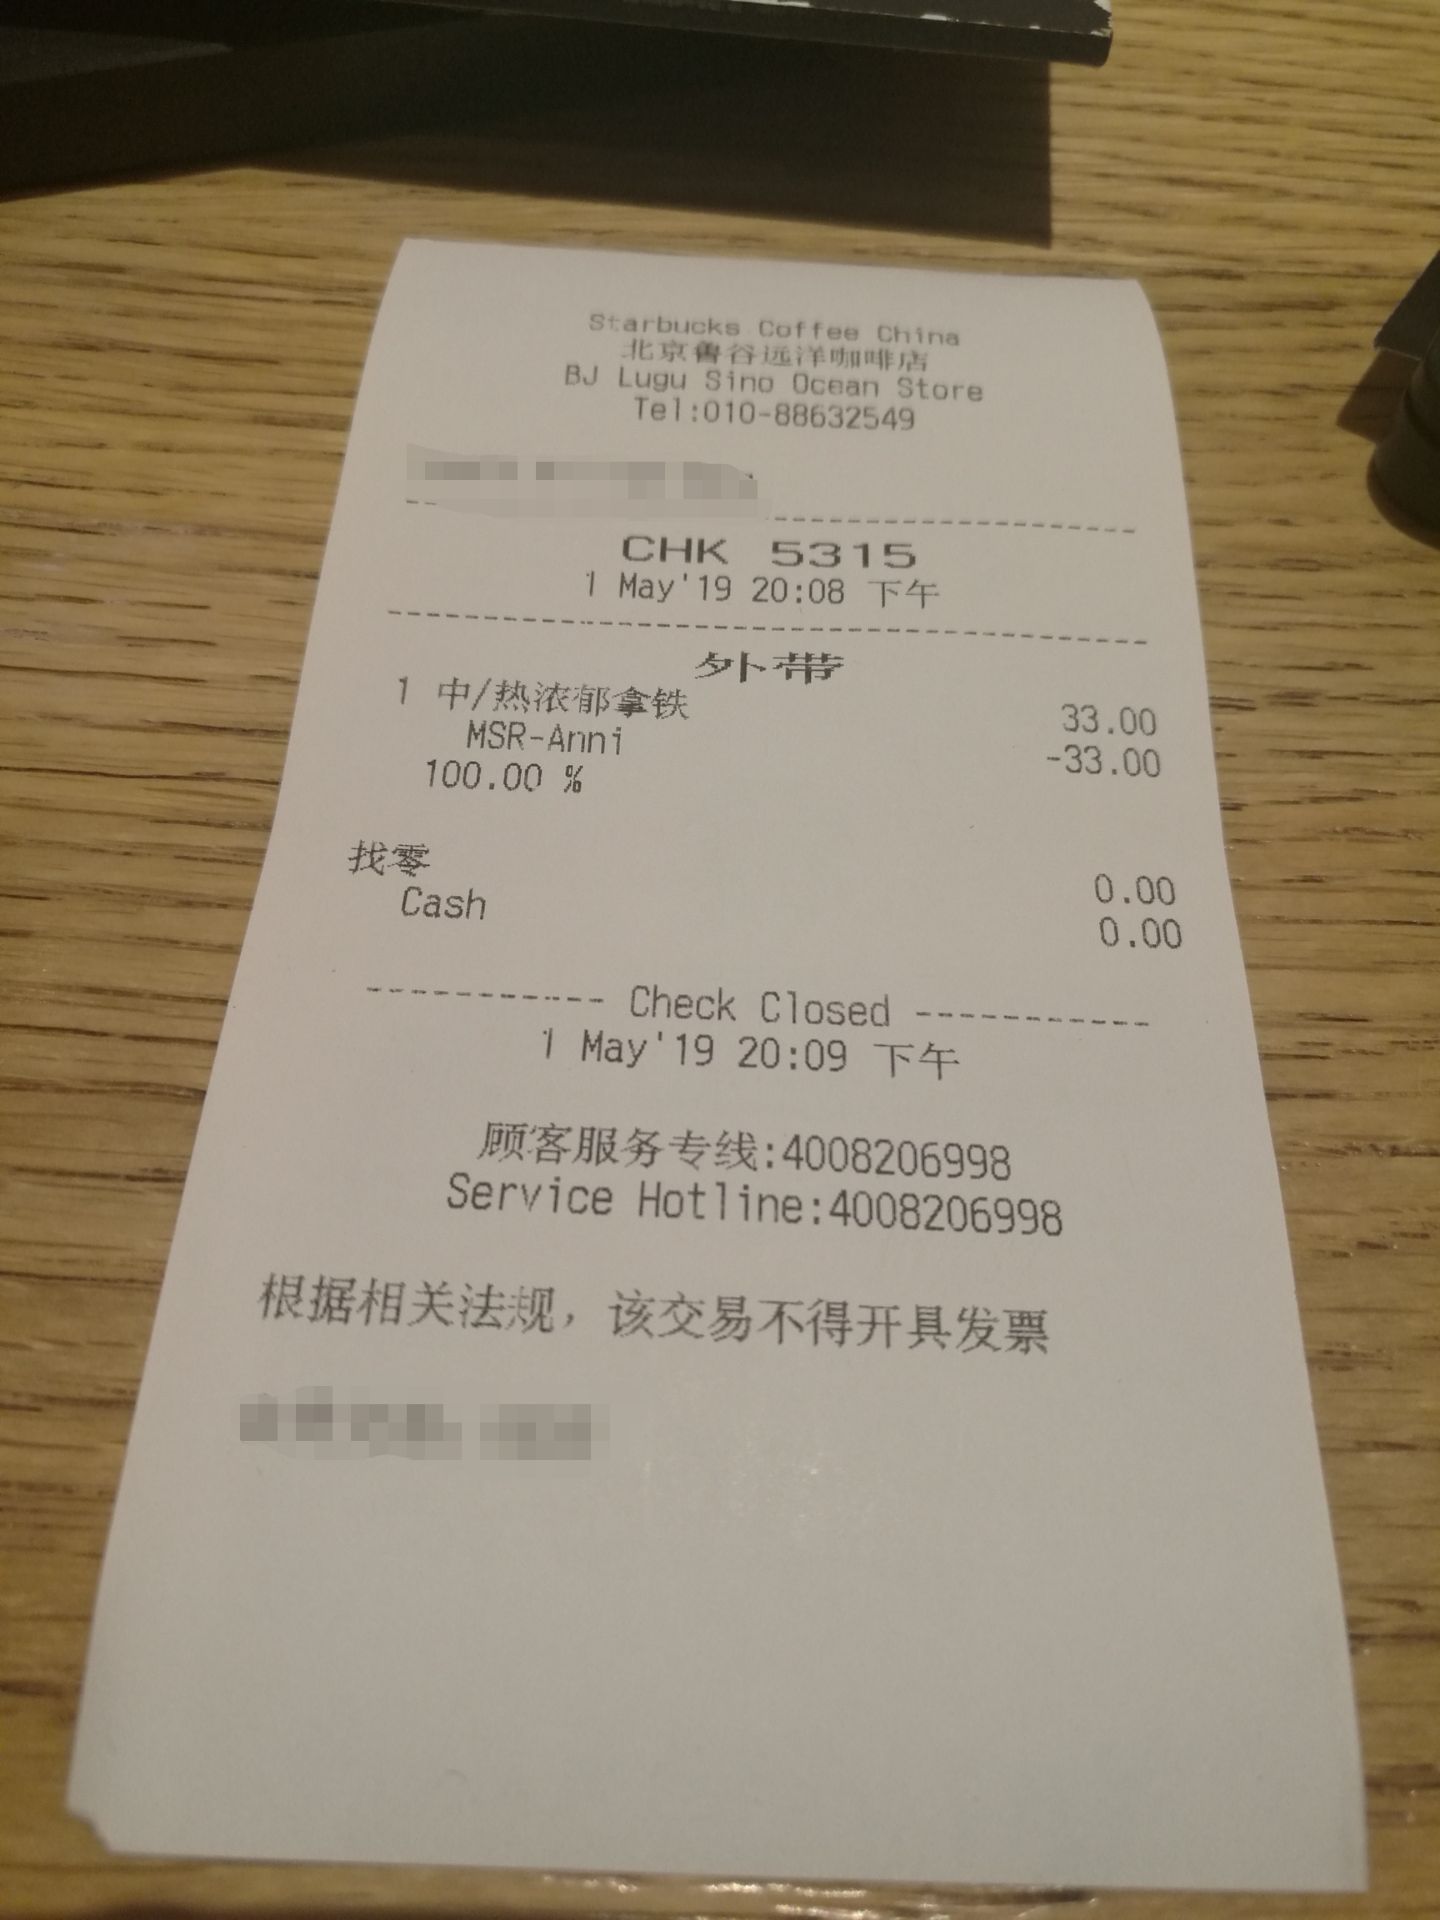 Starbucks Coffee China
北京鲁谷远洋咖啡店
BJ Lugu Sino Ocean Store
Tel:010-88632549
CHK 5315
1 May'19 20:08 下午
外带
1 中/热浓郁拿铁 33.00
MSR-Anni -33.00
100.00 %
找零 0.00
Cash 0.00
Check Closed
1 May'19 20:09 下午
顾客服务专线:4008206998
Service Hotline:4008206998
根据相关法规，该交易不得开具发票